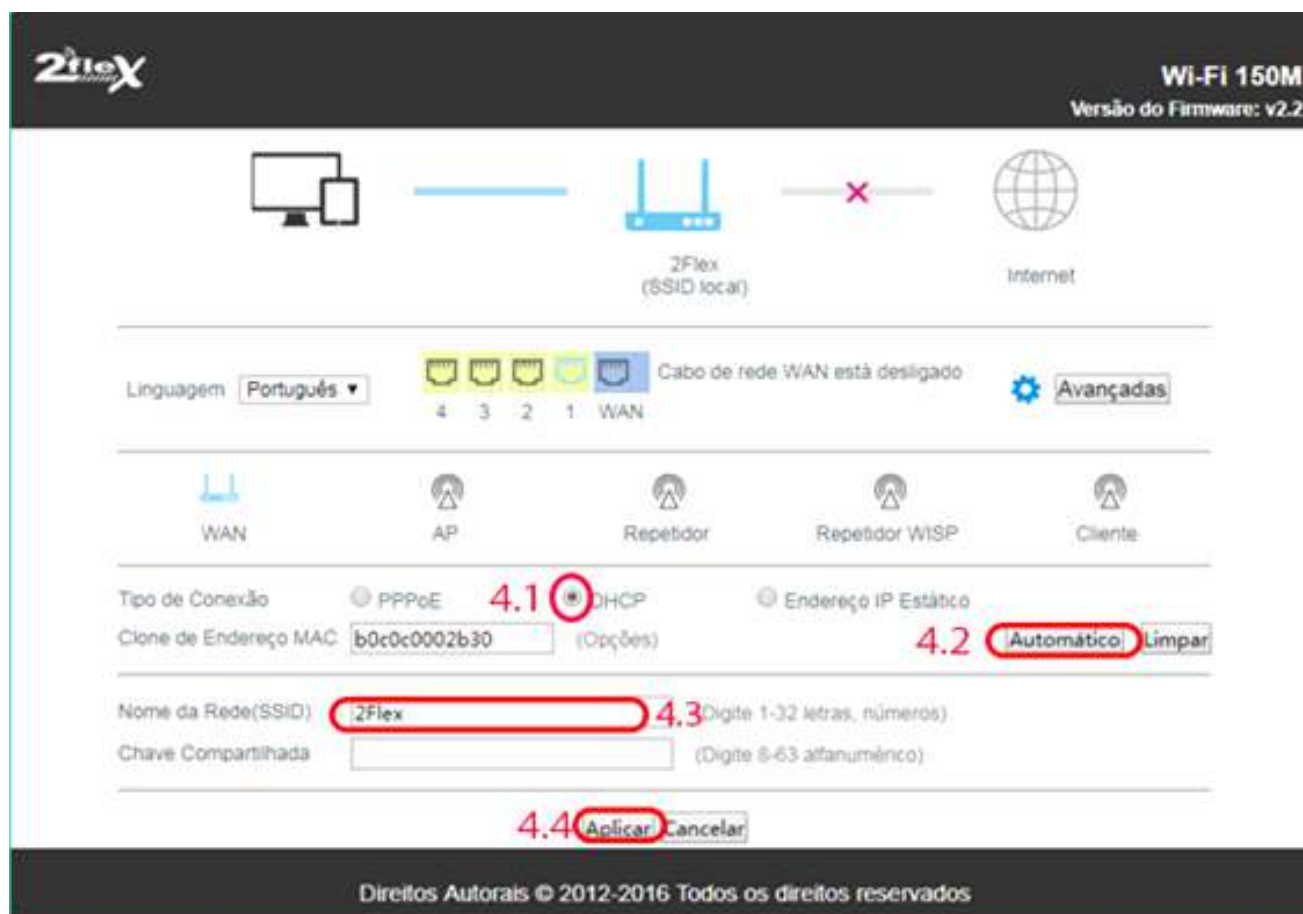 2flex
Wi-Fi 150M
Versão do Firmware: v2.2
2Flex
(SSID local)
Internet
Linguagem Português
4 3 2 1 WAN
Cabo de rede WAN está desligado
Avançadas
WAN AP Repetidor Repetidor WISP Cliente
Tipo de Conexão PPPoE 4.1 DHCP Endereço IP Estático
Clone de Endereço MAC b0c0c0002b30 (Opções) 4.2 Automático Limpar
Nome da Rede(SSID) 2Flex 4.3 (Digite 1-32 letras, números)
Chave Compartilhada (Digite 8-63 alfanumérico)
4.4 Aplicar Cancelar
Direitos Autorais © 2012-2016 Todos os direitos reservados